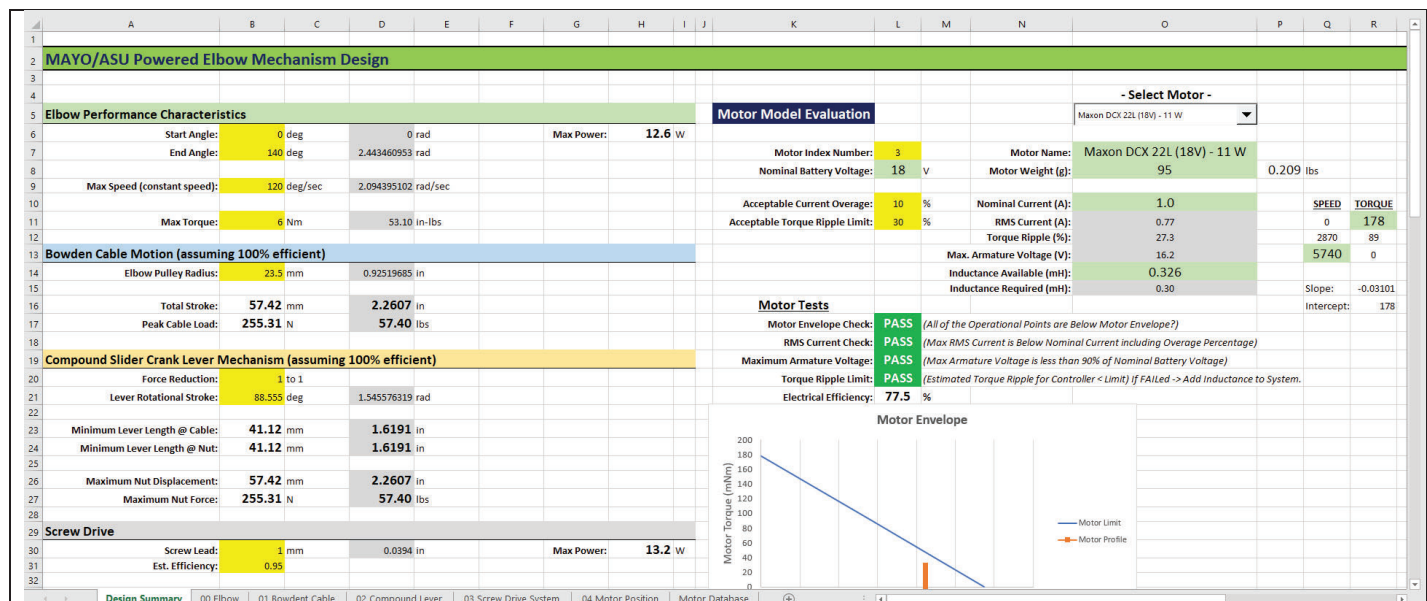 A B C D E F G H I J K L M N O P Q R
1
2 MAYO/ASU Powered Elbow Mechanism Design
3
4 - Select Motor -
5 Elbow Performance Characteristics Motor Model Evaluation Maxon DCX 22L (18V) - 11 W
6 Start Angle: 0 deg 0 rad Max Power: 12.6 W
7 End Angle: 140 deg 2.443460953 rad Motor Index Number: 3 Motor Name: Maxon DCX 22L (18V) - 11 W
8 Nominal Battery Voltage: 18 V Motor Weight (g): 95 0.209 lbs
9 Max Speed (constant speed): 120 deg/sec 2.094395102 rad/sec
10 Acceptable Current Overage: 10 % Nominal Current (A): 1.0 SPEED TORQUE
11 Max Torque: 6 Nm 53.10 in-lbs Acceptable Torque Ripple Limit: 30 % RMS Current (A): 0.77 0 178
12 Torque Ripple (%): 27.3 2870 89
13 Bowden Cable Motion (assuming 100% efficient) Max. Armature Voltage (V): 16.2 5740 0
14 Elbow Pulley Radius: 23.5 mm 0.92519685 in Inductance Available (mH): 0.326
15 Inductance Required (mH): 0.30 Slope: -0.03101
16 Total Stroke: 57.42 mm 2.2607 in Motor Tests Intercept: 178
17 Peak Cable Load: 255.31 N 57.40 lbs Motor Envelope Check: PASS (All of the Operational Points are Below Motor Envelope?)
18 RMS Current Check: PASS (Max RMS Current is Below Nominal Current including Overage Percentage)
19 Compound Slider Crank Lever Mechanism (assuming 100% efficient) Maximum Armature Voltage: PASS (Max Armature Voltage is less than 90% of Nominal Battery Voltage)
20 Force Reduction: 1 to 1 Torque Ripple Limit: PASS (Estimated Torque Ripple for Controller < Limit) If FAILed -> Add Inductance to System.
21 Lever Rotational Stroke: 88.555 deg 1.545576319 rad Electrical Efficiency: 77.5 %
22 Motor Envelope
23 Minimum Lever Length @ Cable: 41.12 mm 1.6191 in
24 Minimum Lever Length @ Nut: 41.12 mm 1.6191 in
25
26 Maximum Nut Displacement: 57.42 mm 2.2607 in
27 Maximum Nut Force: 255.31 N 57.40 lbs
28
29 Screw Drive
30 Screw Lead: 1 mm 0.0394 in Max Power: 13.2 W
31 Est. Efficiency: 0.95
32
Motor Torque (mNm)
200
180
160
140
120
100
80
60
40
20
0
Motor Limit
Motor Profile
Design Summary 00 Elbow 01 Bowdent Cable 02 Compound Lever 03 Screw Drive System 04 Motor Position Motor Database